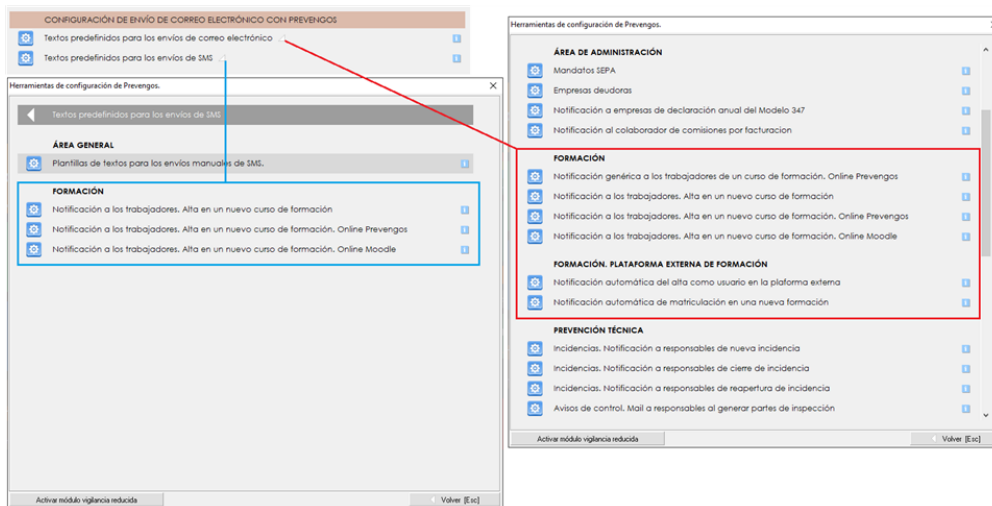 CONFIGURACIÓN DE ENVÍO DE CORREO ELECTRÓNICO CON PREVENGOS
Textos predefinidos para los envíos de correo electrónico
Textos predefinidos para los envíos de SMS
Herramientas de configuración de Prevengos.
Textos predefinidos para los envíos de SMS
ÁREA GENERAL
Plantillas de textos para los envíos manuales de SMS.
FORMACIÓN
Notificación a los trabajadores. Alta en un nuevo curso de formación
Notificación a los trabajadores. Alta en un nuevo curso de formación. Online Prevengos
Notificación a los trabajadores. Alta en un nuevo curso de formación. Online Moodle
Activar módulo vigilancia reducida
Volver [Esc]
Herramientas de configuración de Prevengos.
ÁREA DE ADMINISTRACIÓN
Mandatos SEPA
Empresas deudoras
Notificación a empresas de declaración anual del Modelo 347
Notificación al colaborador de comisiones por facturacion
FORMACIÓN
Notificación genérica a los trabajadores de un curso de formación. Online Prevengos
Notificación a los trabajadores. Alta en un nuevo curso de formación
Notificación a los trabajadores. Alta en un nuevo curso de formación. Online Prevengos
Notificación a los trabajadores. Alta en un nuevo curso de formación. Online Moodle
FORMACIÓN. PLATAFORMA EXTERNA DE FORMACIÓN
Notificación automática del alta como usuario en la plaforma externa
Notificación automática de matriculación en una nueva formación
PREVENCIÓN TÉCNICA
Incidencias. Notificación a responsables de nueva incidencia
Incidencias. Notificación a responsables de cierre de incidencia
Incidencias. Notificación a responsables de reapertura de incidencia
Avisos de control. Mail a responsables al generar partes de inspección
Activar módulo vigilancia reducida
Volver [Esc]